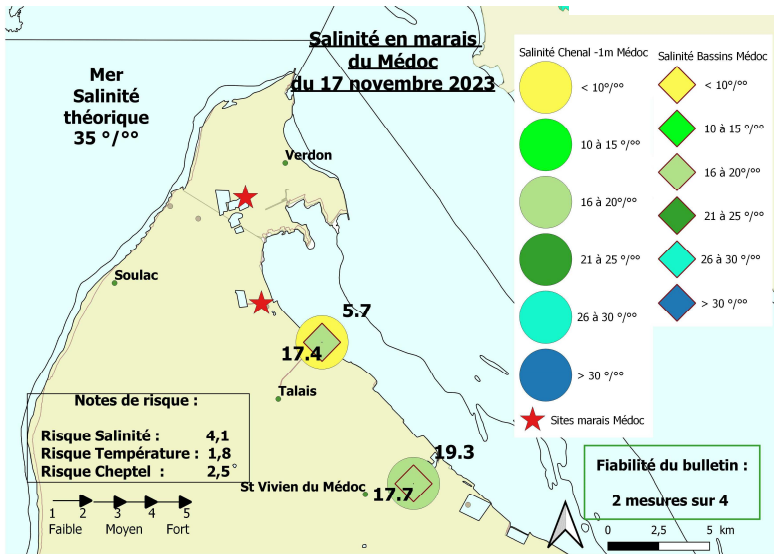 Salinité en marais
du Médoc
du 17 novembre 2023
Mer
Salinité
théorique
35 °/°°
Verdon
Soulac
5.7
17.4
Talais
19.3
17.7
St Vivien du Médoc
Notes de risque :
Risque Salinité : 4,1
Risque Température : 1,8
Risque Cheptel : 2,5°
1 2 3 4 5
Faible Moyen Fort
Salinité Chenal -1m Médoc
< 10°/°°
10 à 15 °/°°
16 à 20°/°°
21 à 25 °/°°
26 à 30 °/°°
> 30 °/°°
Sites marais Médoc
Salinité Bassins Médoc
< 10°/°°
10 à 15 °/°°
16 à 20°/°°
21 à 25 °/°°
26 à 30 °/°°
> 30 °/°°
Fiabilité du bulletin :
2 mesures sur 4
0 2,5 5 km